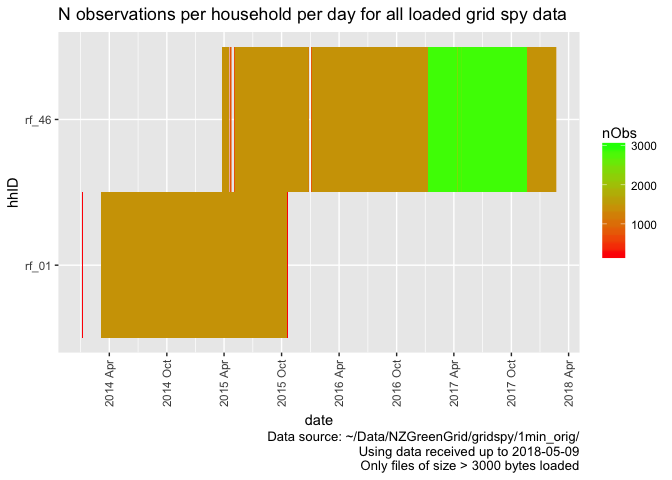 N observations per household per day for all loaded grid spy data
hhID
rf_46
rf_01
nObs
3000
2000
1000
2014 Apr
2014 Oct
2015 Apr
2015 Oct
2016 Apr
2016 Oct
2017 Apr
2017 Oct
2018 Apr
date
Data source: ~/Data/NZGreenGrid/gridspy/1min_orig/
Using data received up to 2018-05-09
Only files of size > 3000 bytes loaded